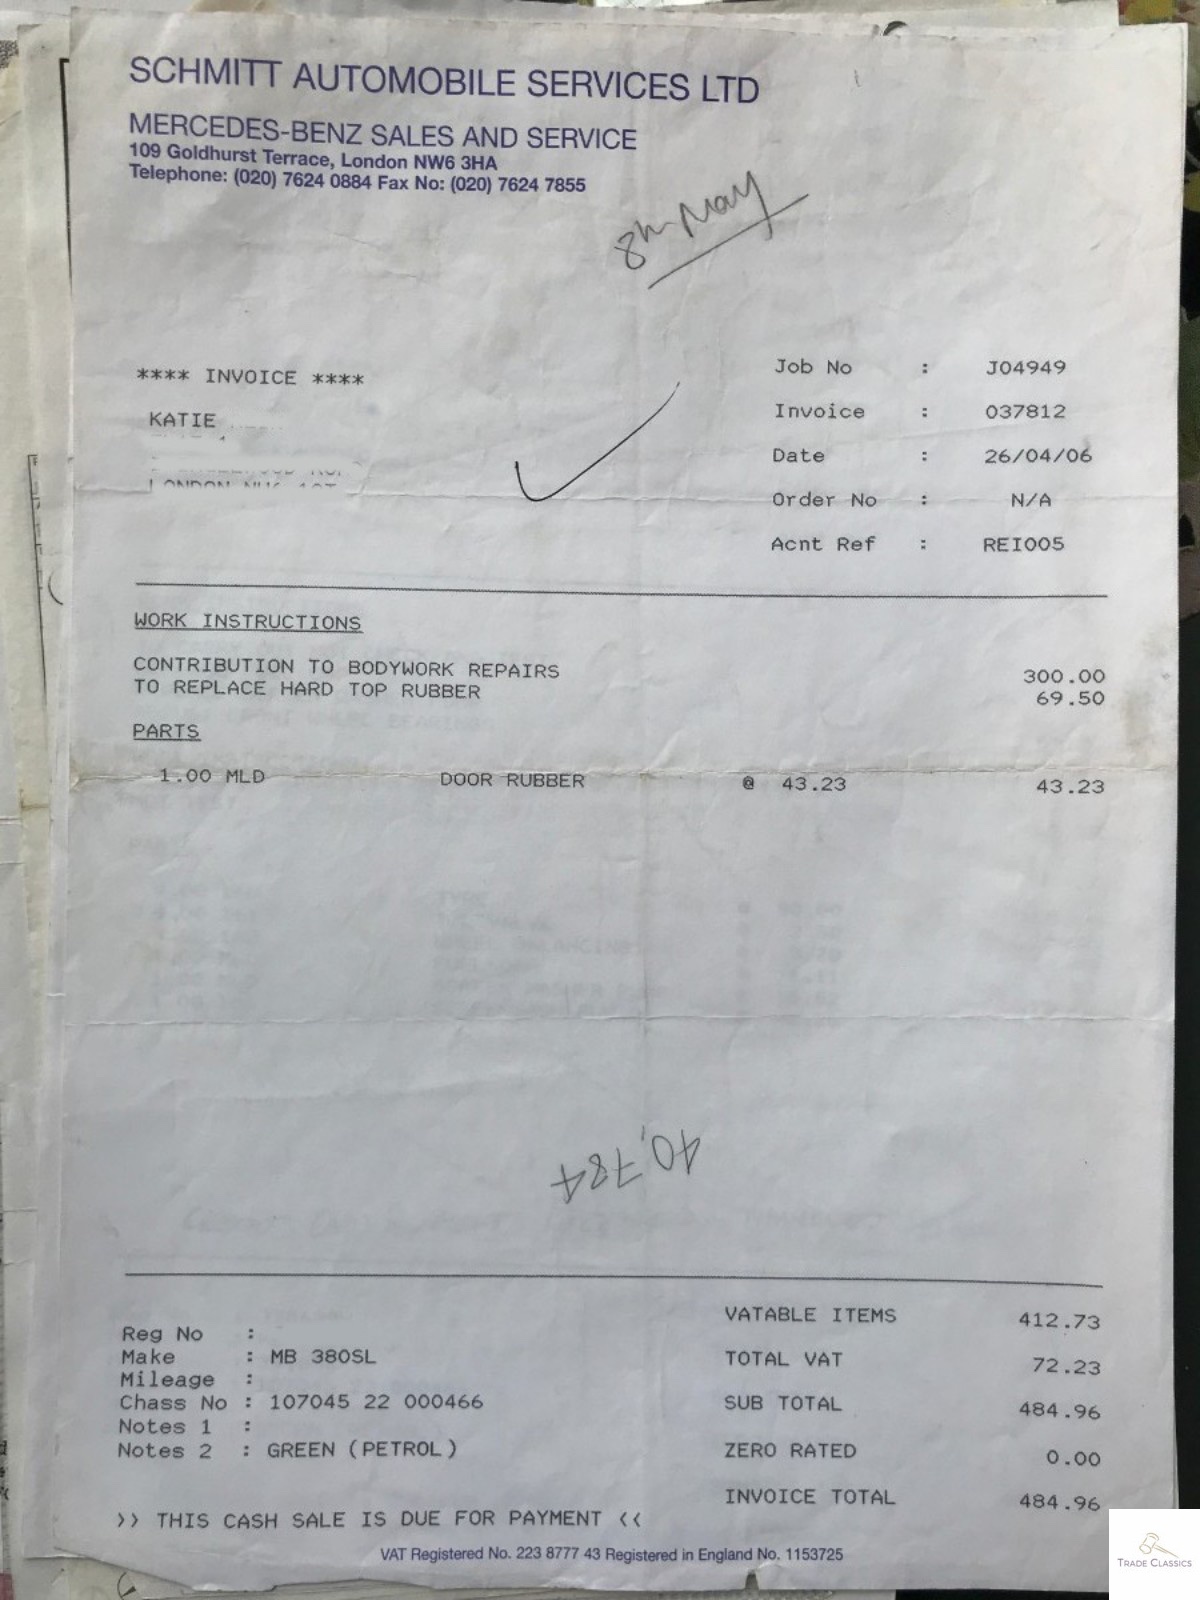 SCHMITT AUTOMOBILE SERVICES LTD
MERCEDES-BENZ SALES AND SERVICE
109 Goldhurst Terrace, London NW6 3HA
Telephone: (020) 7624 0884 Fax No: (020) 7624 7855
8th May
**** INVOICE ****
KATIE
LONDON
Job No : J04949
Invoice : 037812
Date : 26/04/06
Order No : N/A
Acnt Ref : REI005
WORK INSTRUCTIONS
CONTRIBUTION TO BODYWORK REPAIRS 300.00
TO REPLACE HARD TOP RUBBER 69.50
PARTS
1.00 MLD DOOR RUBBER @ 43.23 43.23
40,784
Reg No :
Make : MB 380SL
Mileage :
Chass No : 107045 22 000466
Notes 1 :
Notes 2 : GREEN (PETROL)
VATABLE ITEMS 412.73
TOTAL VAT 72.23
SUB TOTAL 484.96
ZERO RATED 0.00
INVOICE TOTAL 484.96
>> THIS CASH SALE IS DUE FOR PAYMENT <<
VAT Registered No. 223 8777 43 Registered in England No. 1153725
TRADE CLASSICS